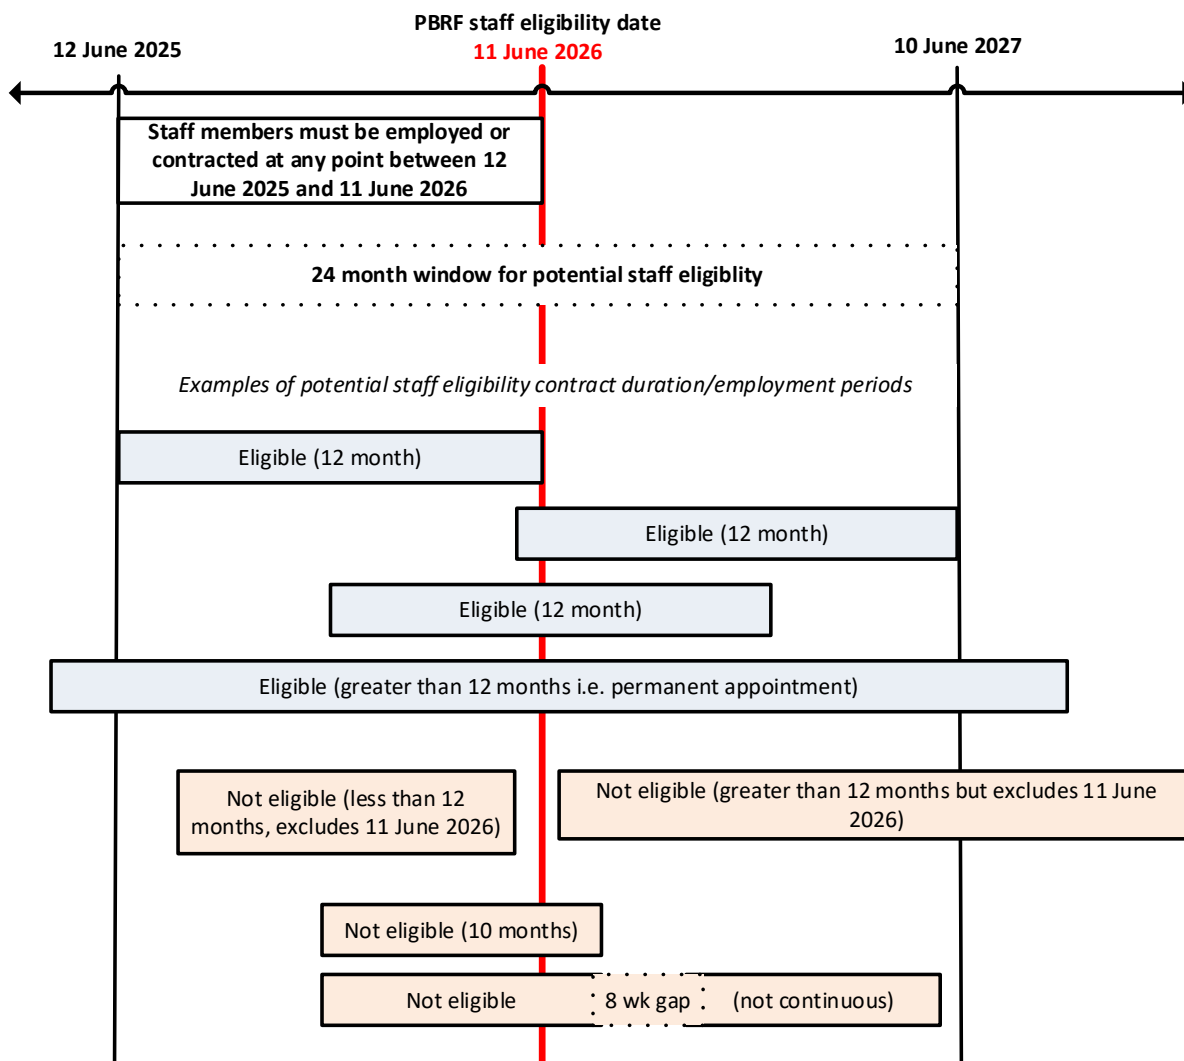 PBRF staff eligibility date
12 June 2025
11 June 2026
10 June 2027
Staff members must be employed or
contracted at any point between 12
June 2025 and 11 June 2026
24 month window for potential staff eligiblity
Examples of potential staff eligibility contract duration/employment periods
Eligible (12 month)
Eligible (12 month)
Eligible (12 month)
Eligible (greater than 12 months i.e. permanent appointment)
Not eligible (less than 12
months, excludes 11 June 2026)
Not eligible (greater than 12 months but excludes 11 June
2026)
Not eligible (10 months)
Not eligible
8 wk gap
(not continuous)